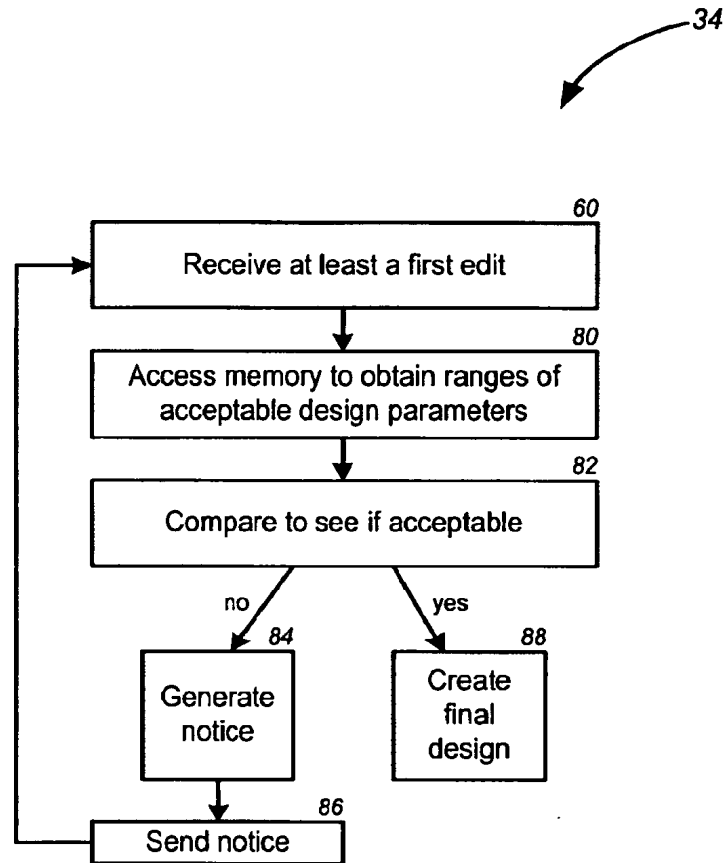 34
60
Receive at least a first edit
80
Access memory to obtain ranges of
acceptable design parameters
82
Compare to see if acceptable
no
yes
84
Generate
notice
88
Create
final
design
86
Send notice